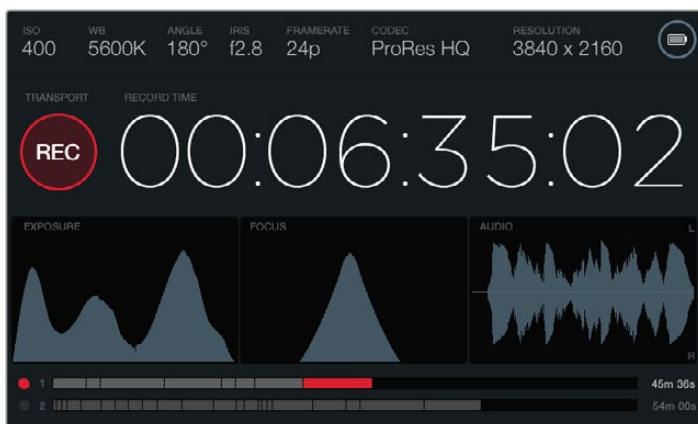 ISO WB ANGLE IRIS FRAMERATE CODEC RESOLUTION
400 5600K 180° f2.8 24p ProRes HQ 3840 x 2160
TRANSPORT RECORD TIME
REC 00:06:35:02
EXPOSURE FOCUS AUDIO L
R
1 45m 36s
2 54m 00s